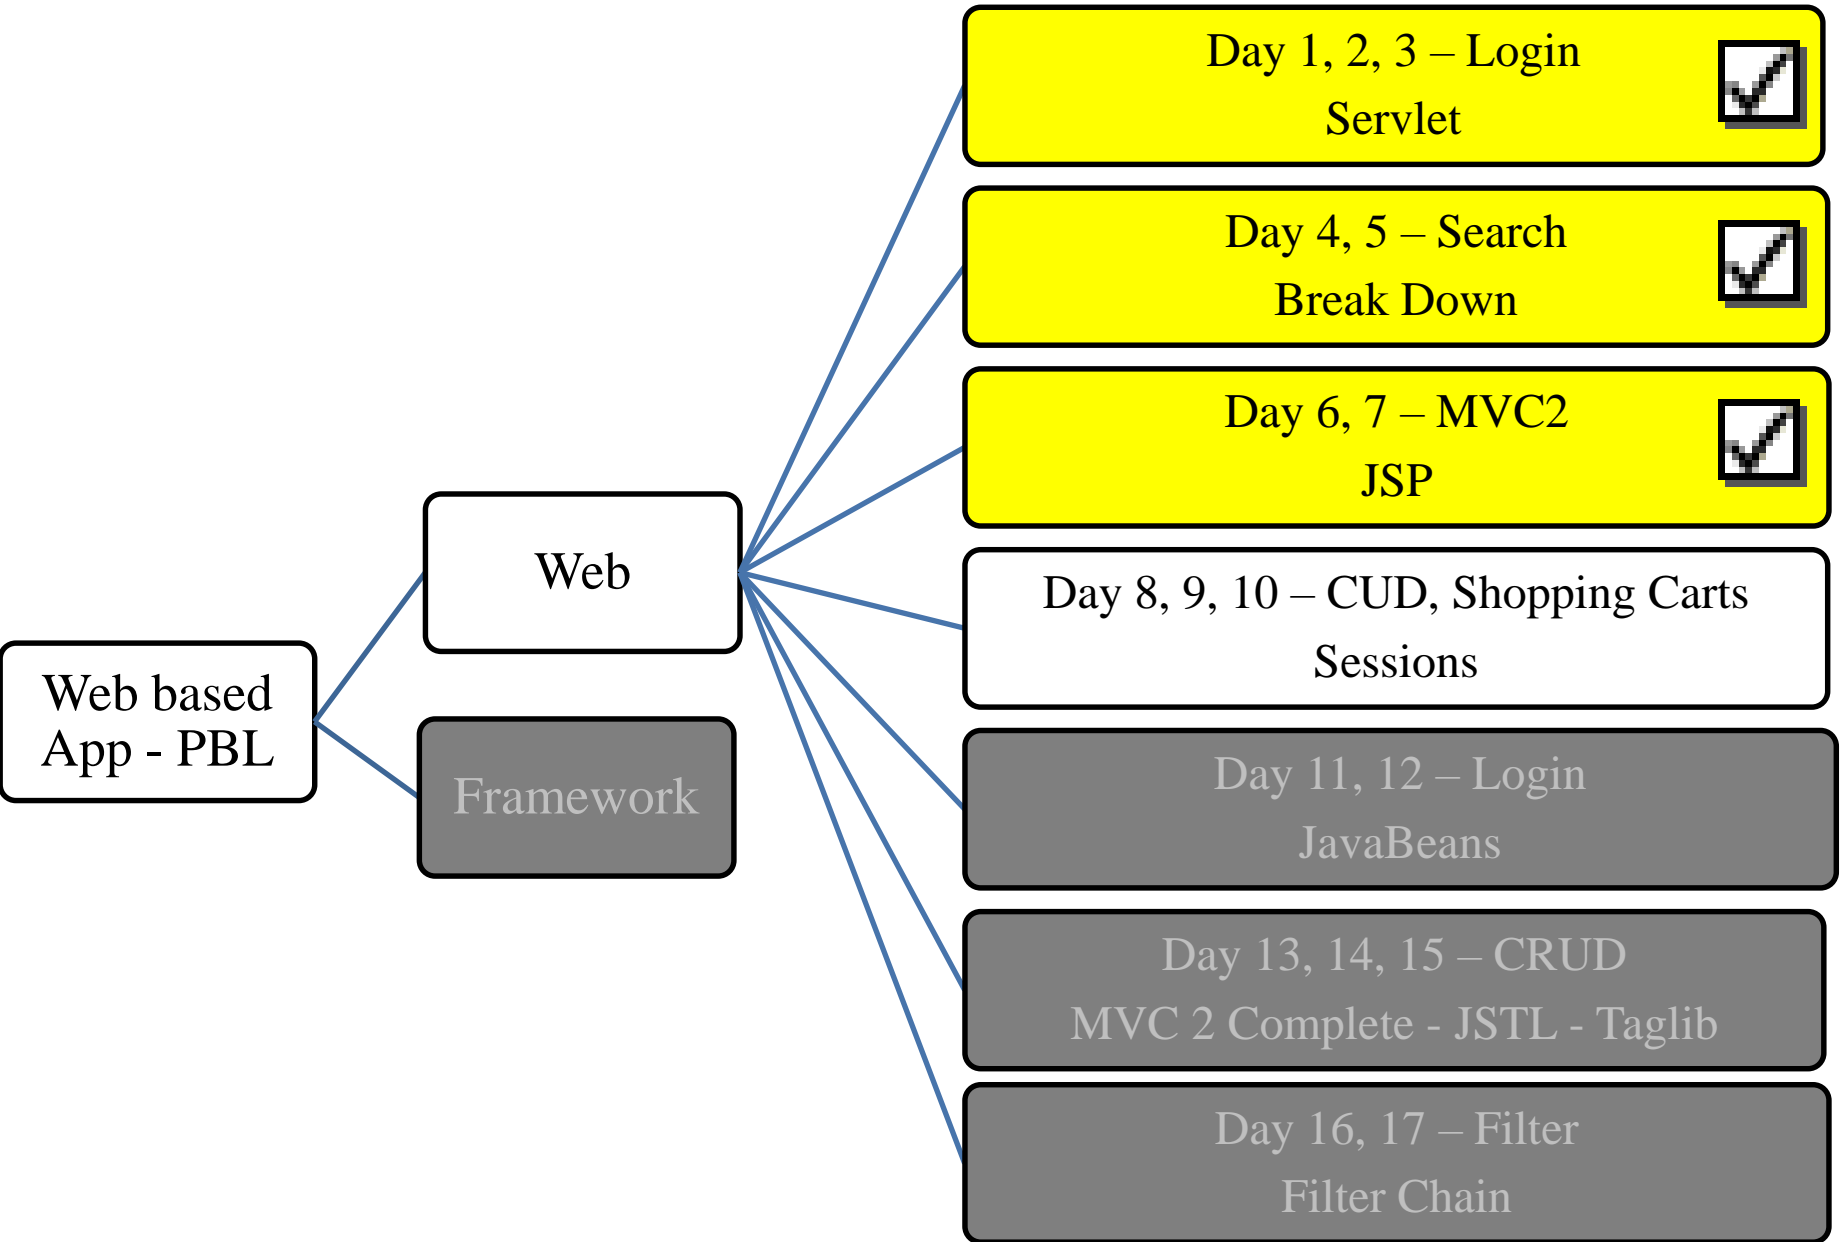 Web based
App - PBL
Web
Framework
Day 1, 2, 3 – Login
Servlet
Day 4, 5 – Search
Break Down
Day 6, 7 – MVC2
JSP
Day 8, 9, 10 – CUD, Shopping Carts
Sessions
Day 11, 12 – Login
JavaBeans
Day 13, 14, 15 – CRUD
MVC 2 Complete - JSTL - Taglib
Day 16, 17 – Filter
Filter Chain